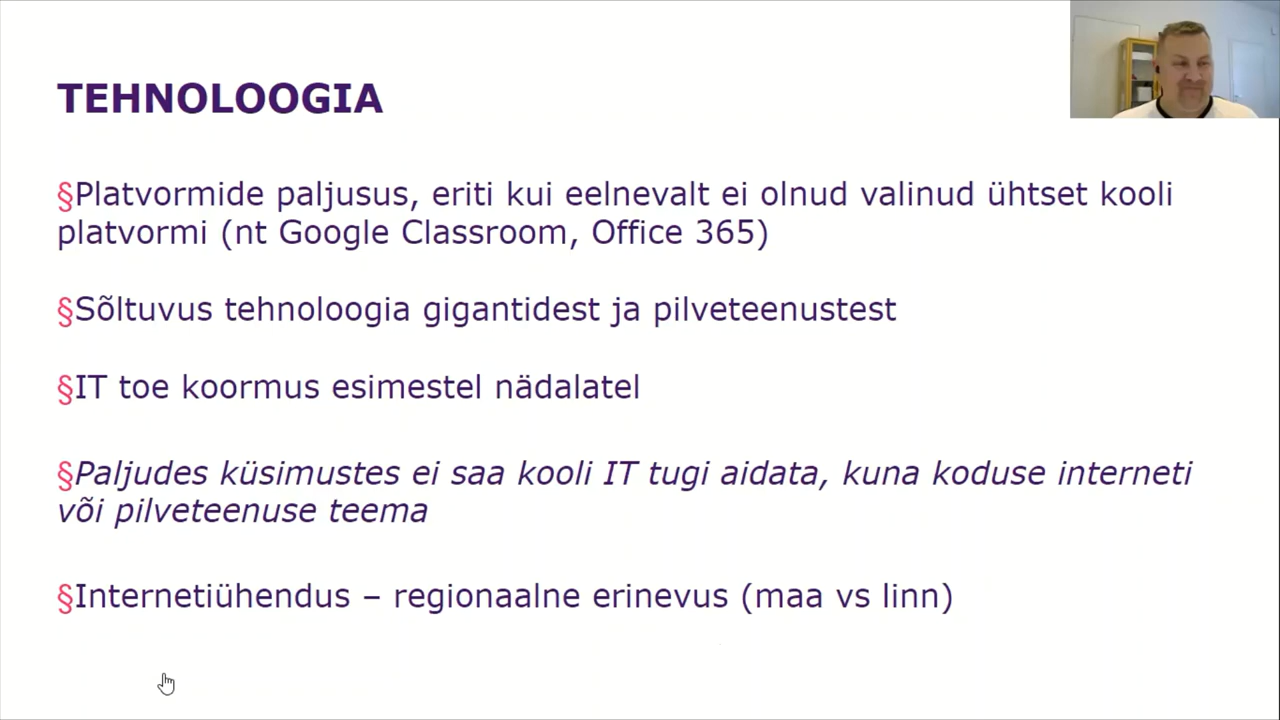 TEHNOLOOGIA
§Platvormide paljusus, eriti kui eelnevalt ei olnud valinud ühtset kooli
platvormi (nt Google Classroom, Office 365)
§Sõltuvus tehnoloogia gigantidest ja pilveteenustest
§IT toe koormus esimestel nädalatel
§Paljudes küsimustes ei saa kooli IT tugi aidata, kuna koduse interneti
või pilveteenuse teema
§Internetiühendus – regionaalne erinevus (maa vs linn)